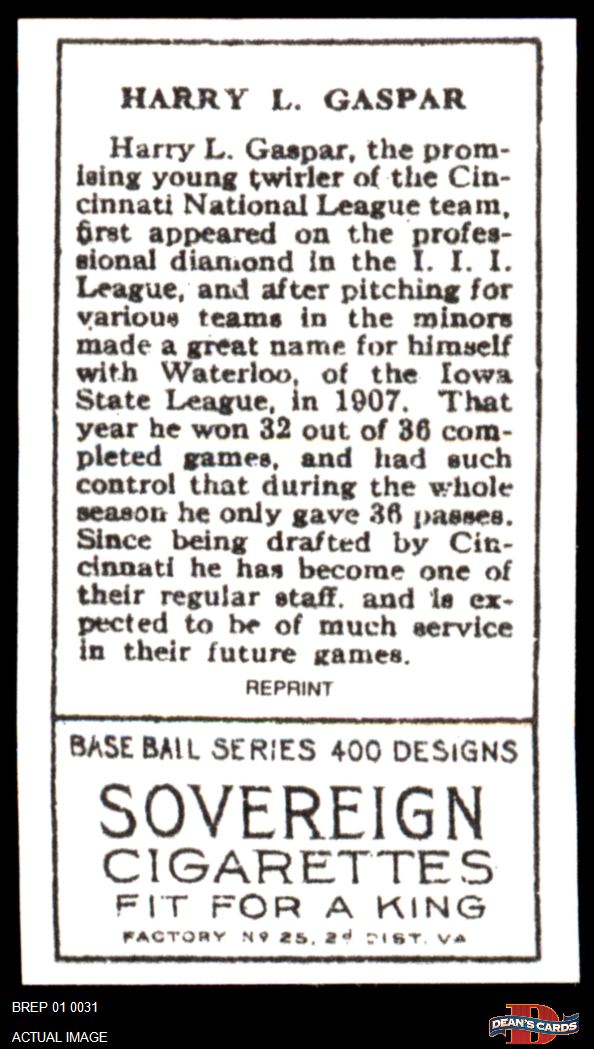 HARRY L. GASPAR
Harry L. Gaspar, the prom-
ising young twirler of the Cin-
cinnati National League team,
first appeared on the profes-
sional diamond in the I. I. I.
League, and after pitching for
various teams in the minors
made a great name for himself
with Waterloo, of the Iowa
State League, in 1907. That
year he won 32 out of 36 com-
pleted games, and had such
control that during the whole
season he only gave 36 passes.
Since being drafted by Cin-
cinnati he has become one of
their regular staff. and is ex-
pected to be of much service
in their future games.
REPRINT
BASE BALL SERIES 400 DESIGNS
SOVEREIGN
CIGARETTES
FIT FOR A KING
FACTORY Nº 25, 2d DIST. VA
BREP 01 0031
ACTUAL IMAGE
D
DEAN'S CARDS